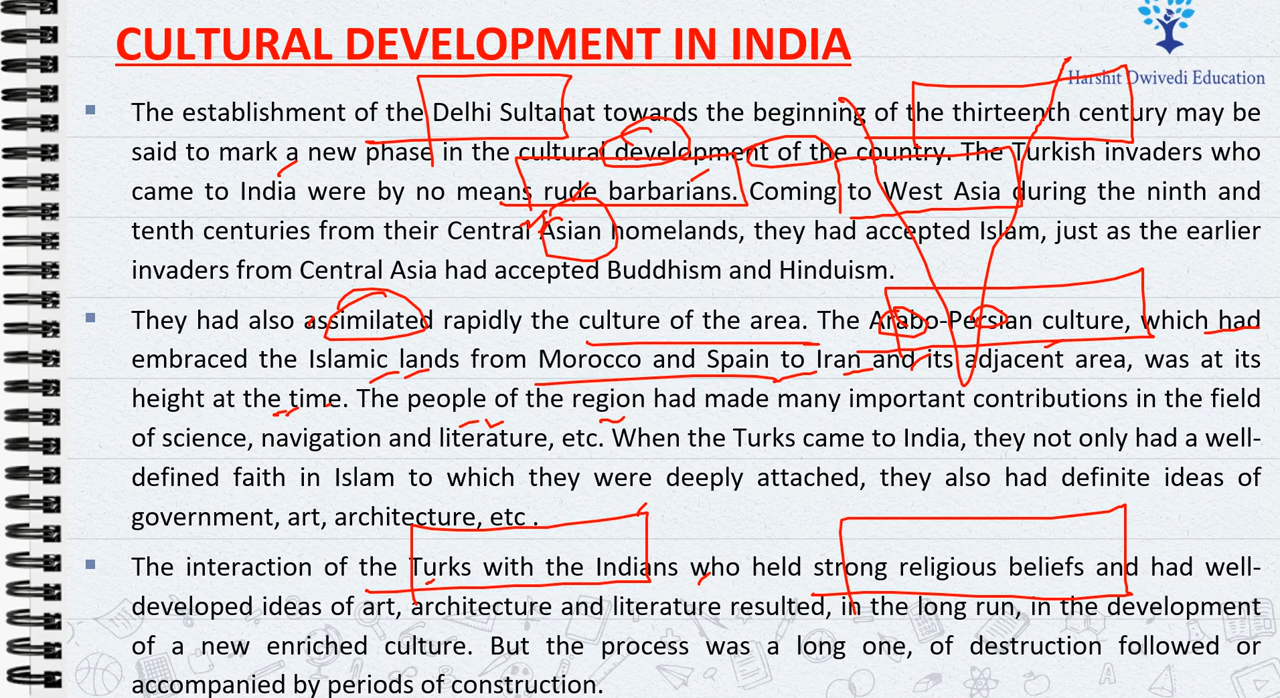 CULTURAL DEVELOPMENT IN INDIA
Harshit Dwivedi Education
The establishment of the Delhi Sultanat towards the beginning of the thirteenth century may be
said to mark a new phase in the cultural development of the country. The Turkish invaders who
came to India were by no means rude barbarians. Coming to West Asia during the ninth and
tenth centuries from their Central Asian homelands, they had accepted Islam, just as the earlier
invaders from Central Asia had accepted Buddhism and Hinduism.
They had also assimilated rapidly the culture of the area. The Arabo-Persian culture, which had
embraced the Islamic lands from Morocco and Spain to Iran and its adjacent area, was at its
height at the time. The people of the region had made many important contributions in the field
of science, navigation and literature, etc. When the Turks came to India, they not only had a well-
defined faith in Islam to which they were deeply attached, they also had definite ideas of
government, art, architecture, etc .
The interaction of the Turks with the Indians who held strong religious beliefs and had well-
developed ideas of art, architecture and literature resulted, in the long run, in the development
of a new enriched culture. But the process was a long one, of destruction followed or
accompanied by periods of construction.